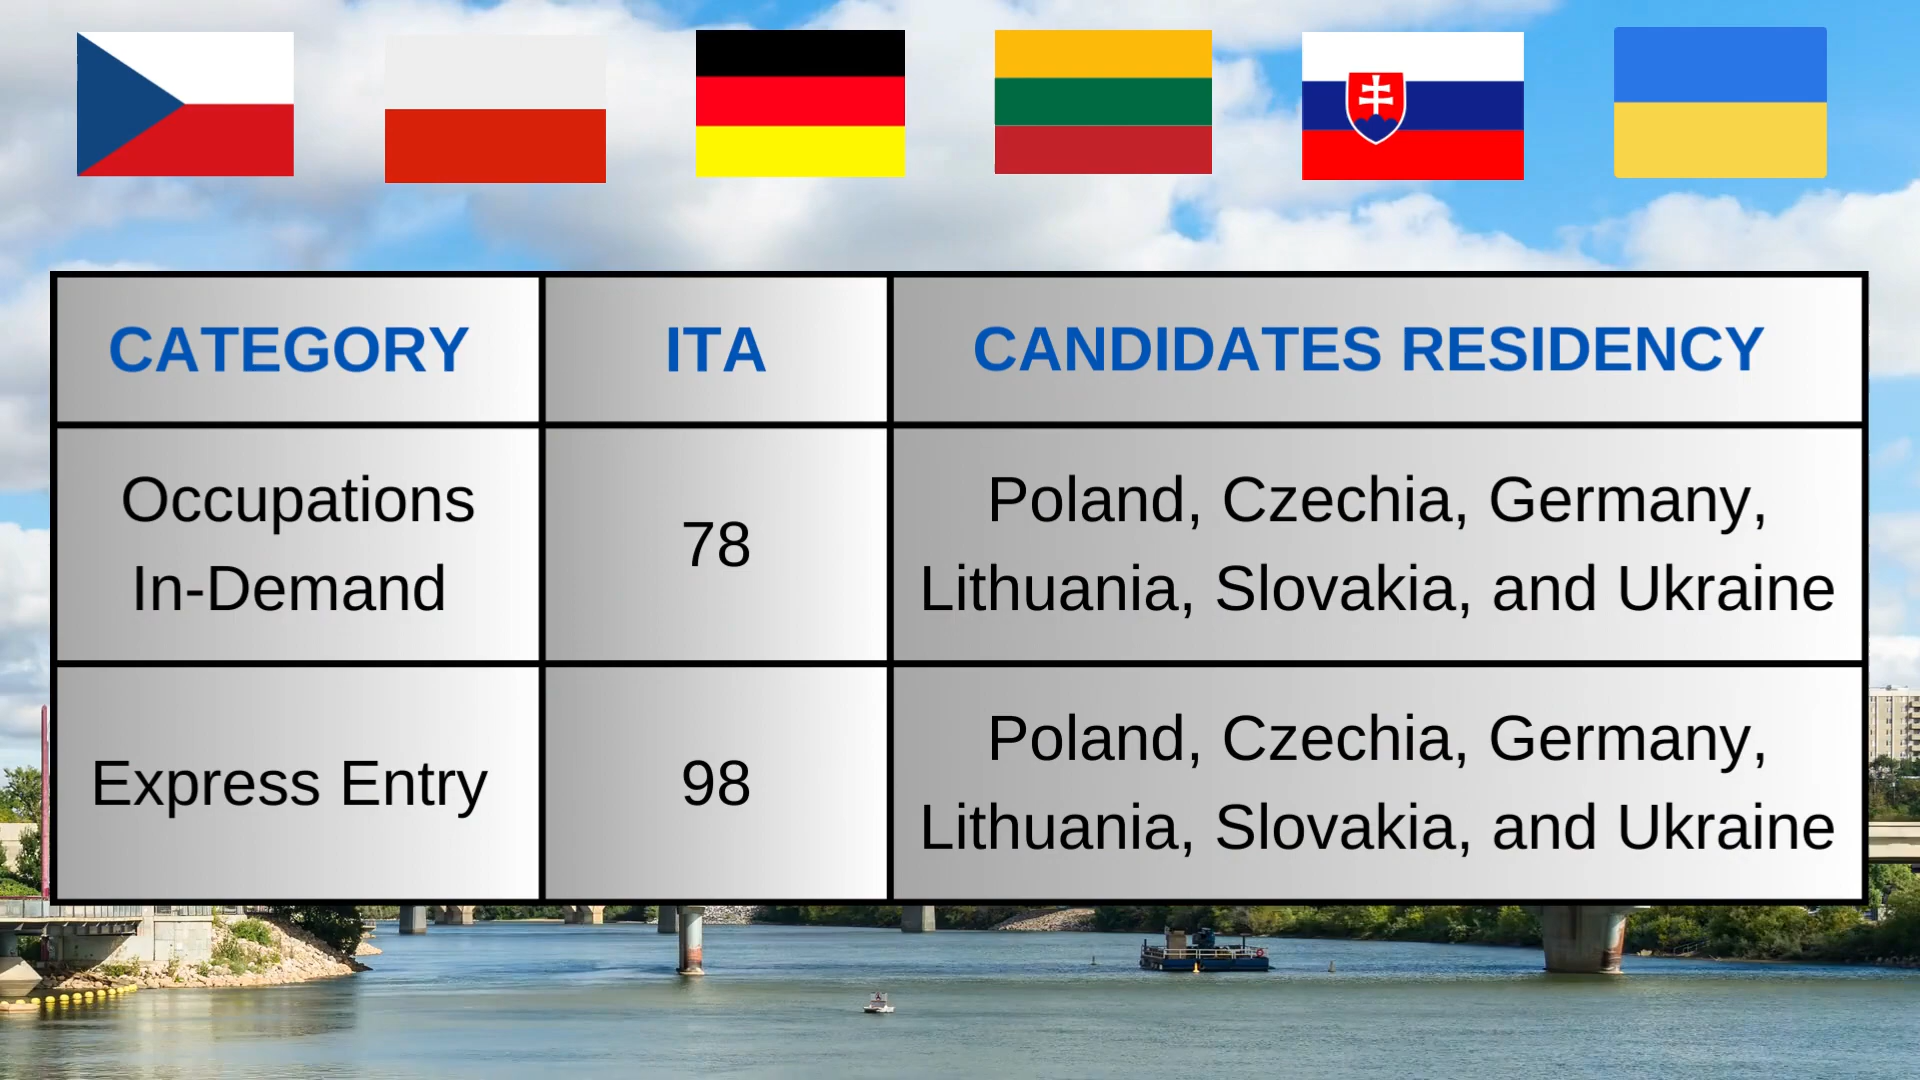 CATEGORY
ITA
CANDIDATES RESIDENCY
Occupations
In-Demand
78
Poland, Czechia, Germany,
Lithuania, Slovakia, and Ukraine
Express Entry
98
Poland, Czechia, Germany,
Lithuania, Slovakia, and Ukraine